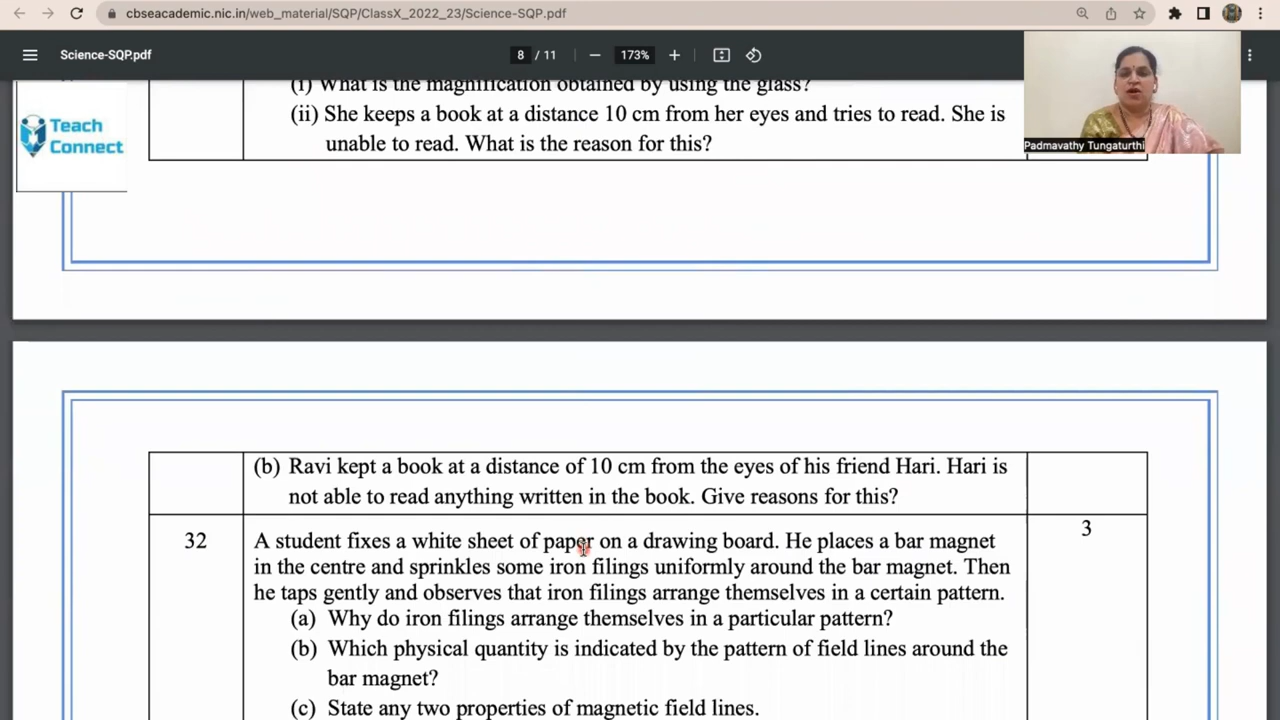 cbseacademic.nic.in/web_material/SQP/ClassX_2022_23/Science-SQP.pdf
Science-SQP.pdf
8 / 11
173%
Teach
Connect
Padmavathy Tungaturthi
(i) What is the magnification obtained by using the glass?
(ii) She keeps a book at a distance 10 cm from her eyes and tries to read. She is
unable to read. What is the reason for this?
(b) Ravi kept a book at a distance of 10 cm from the eyes of his friend Hari. Hari is
not able to read anything written in the book. Give reasons for this?
32
3
A student fixes a white sheet of paper on a drawing board. He places a bar magnet
in the centre and sprinkles some iron filings uniformly around the bar magnet. Then
he taps gently and observes that iron filings arrange themselves in a certain pattern.
(a) Why do iron filings arrange themselves in a particular pattern?
(b) Which physical quantity is indicated by the pattern of field lines around the
bar magnet?
(c) State any two properties of magnetic field lines.